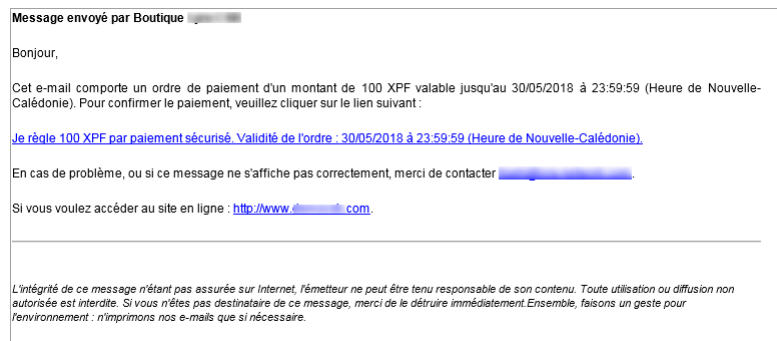 Message envoyé par Boutique
Bonjour,
Cet e-mail comporte un ordre de paiement d'un montant de 100 XPF valable jusqu'au 30/05/2018 à 23:59:59 (Heure de Nouvelle-
Calédonie). Pour confirmer le paiement, veuillez cliquer sur le lien suivant :
Je règle 100 XPF par paiement sécurisé. Validité de l'ordre : 30/05/2018 à 23:59:59 (Heure de Nouvelle-Calédonie).
En cas de problème, ou si ce message ne s'affiche pas correctement, merci de contacter .
Si vous voulez accéder au site en ligne : http://www. com.
L'intégrité de ce message n'étant pas assurée sur Internet, l'émetteur ne peut être tenu responsable de son contenu. Toute utilisation ou diffusion non
autorisée est interdite. Si vous n'êtes pas destinataire de ce message, merci de le détruire immédiatement.Ensemble, faisons un geste pour
l'environnement : n'imprimons nos e-mails que si nécessaire.